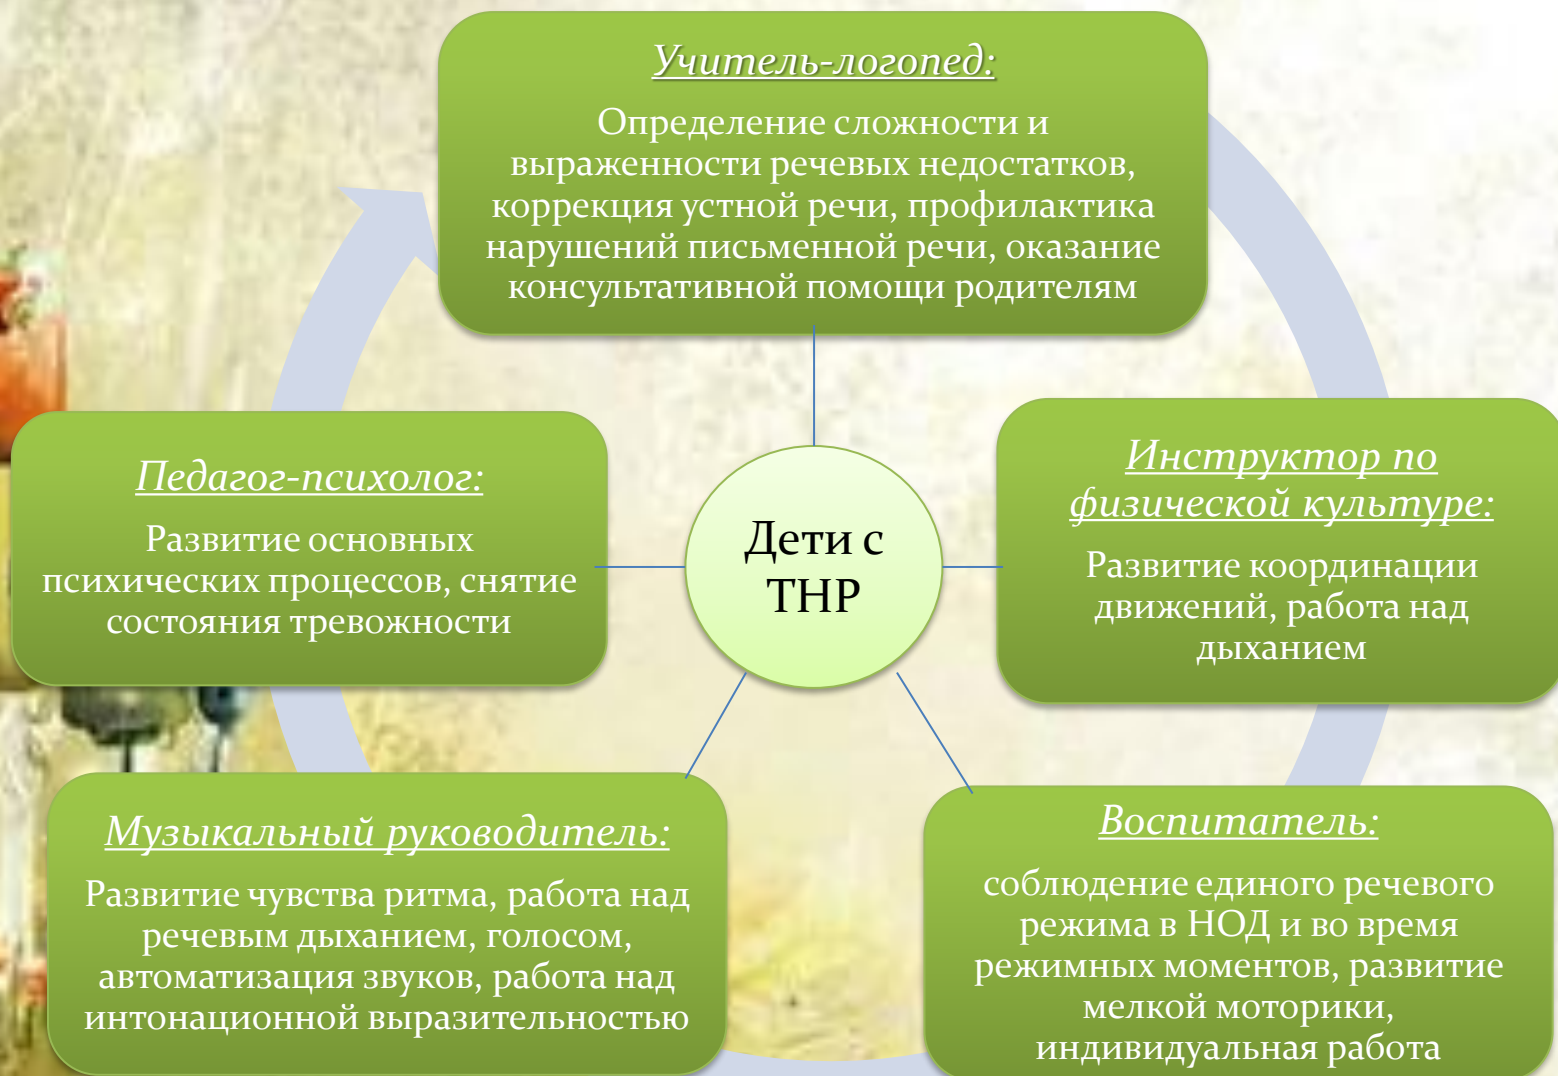 Учитель-логопед:
Определение сложности и
выраженности речевых недостатков,
коррекция устной речи, профилактика
нарушений письменной речи, оказание
консультативной помощи родителям
Педагог-психолог:
Развитие основных
психических процессов, снятие
состояния тревожности
Дети с
ТНР
Инструктор по
физической культуре:
Развитие координации
движений, работа над
дыханием
Музыкальный руководитель:
Развитие чувства ритма, работа над
речевым дыханием, голосом,
автоматизация звуков, работа над
интонационной выразительностью
Воспитатель:
соблюдение единого речевого
режима в НОД и во время
режимных моментов, развитие
мелкой моторики,
индивидуальная работа